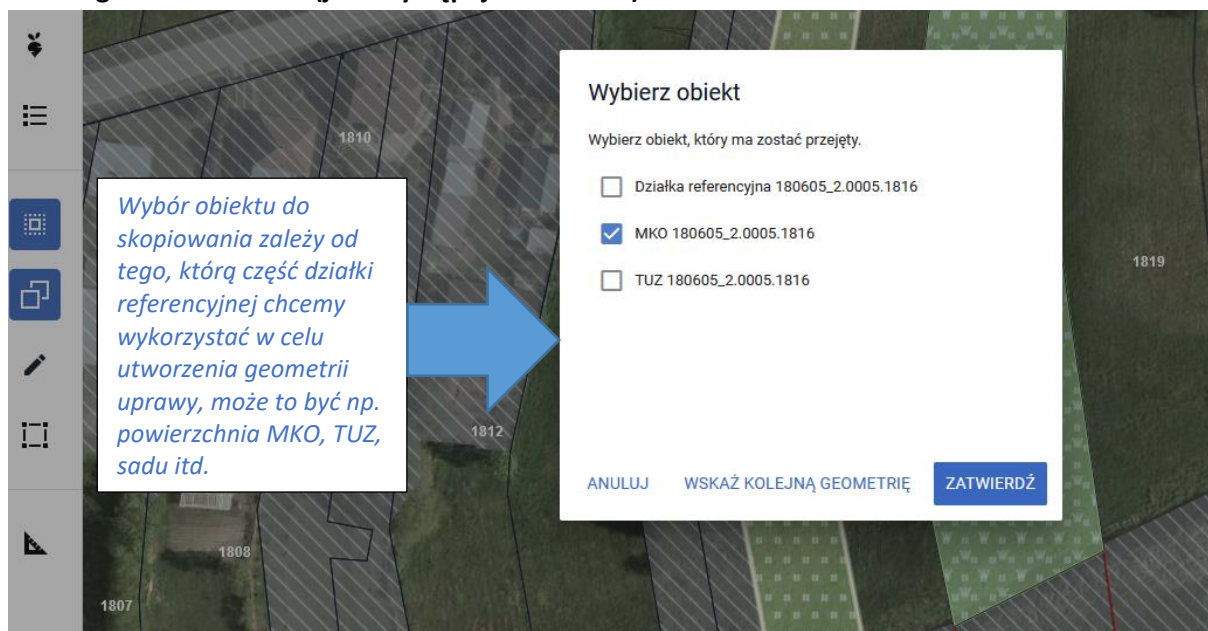 1810
Wybierz obiekt
Wybierz obiekt, który ma zostać przejęty.
Działka referencyjna 180605_2.0005.1816
MKO 180605_2.0005.1816
TUZ 180605_2.0005.1816
Wybór obiektu do
skopiowania zależy od
tego, którą część działki
referencyjnej chcemy
wykorzystać w celu
utworzenia geometrii
uprawy, może to być np.
powierzchnia MKO, TUZ,
sadu itd.
1819
1812
ANULUJ WSKAŻ KOLEJNĄ GEOMETRIĘ ZATWIERDŹ
1808
1807